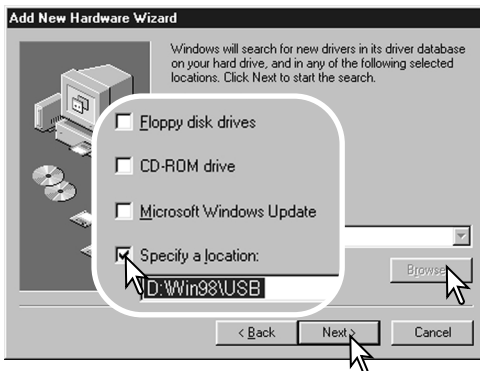 Add New Hardware Wizard
Windows will search for new drivers in its driver database
on your hard drive, and in any of the following selected
locations. Click Next to start the search.
Floppy disk drives
CD-ROM drive
Microsoft Windows Update
Specify a location:
D:\Win98\USB
Browse
< Back
Next >
Cancel